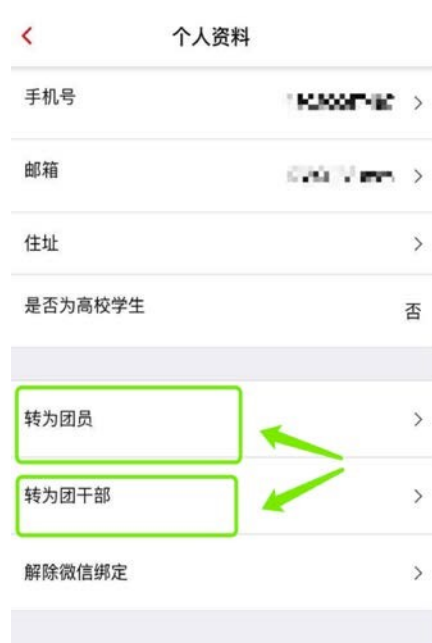 个人资料
手机号
邮箱
住址
是否为高校学生
否
转为团员
转为团干部
解除微信绑定